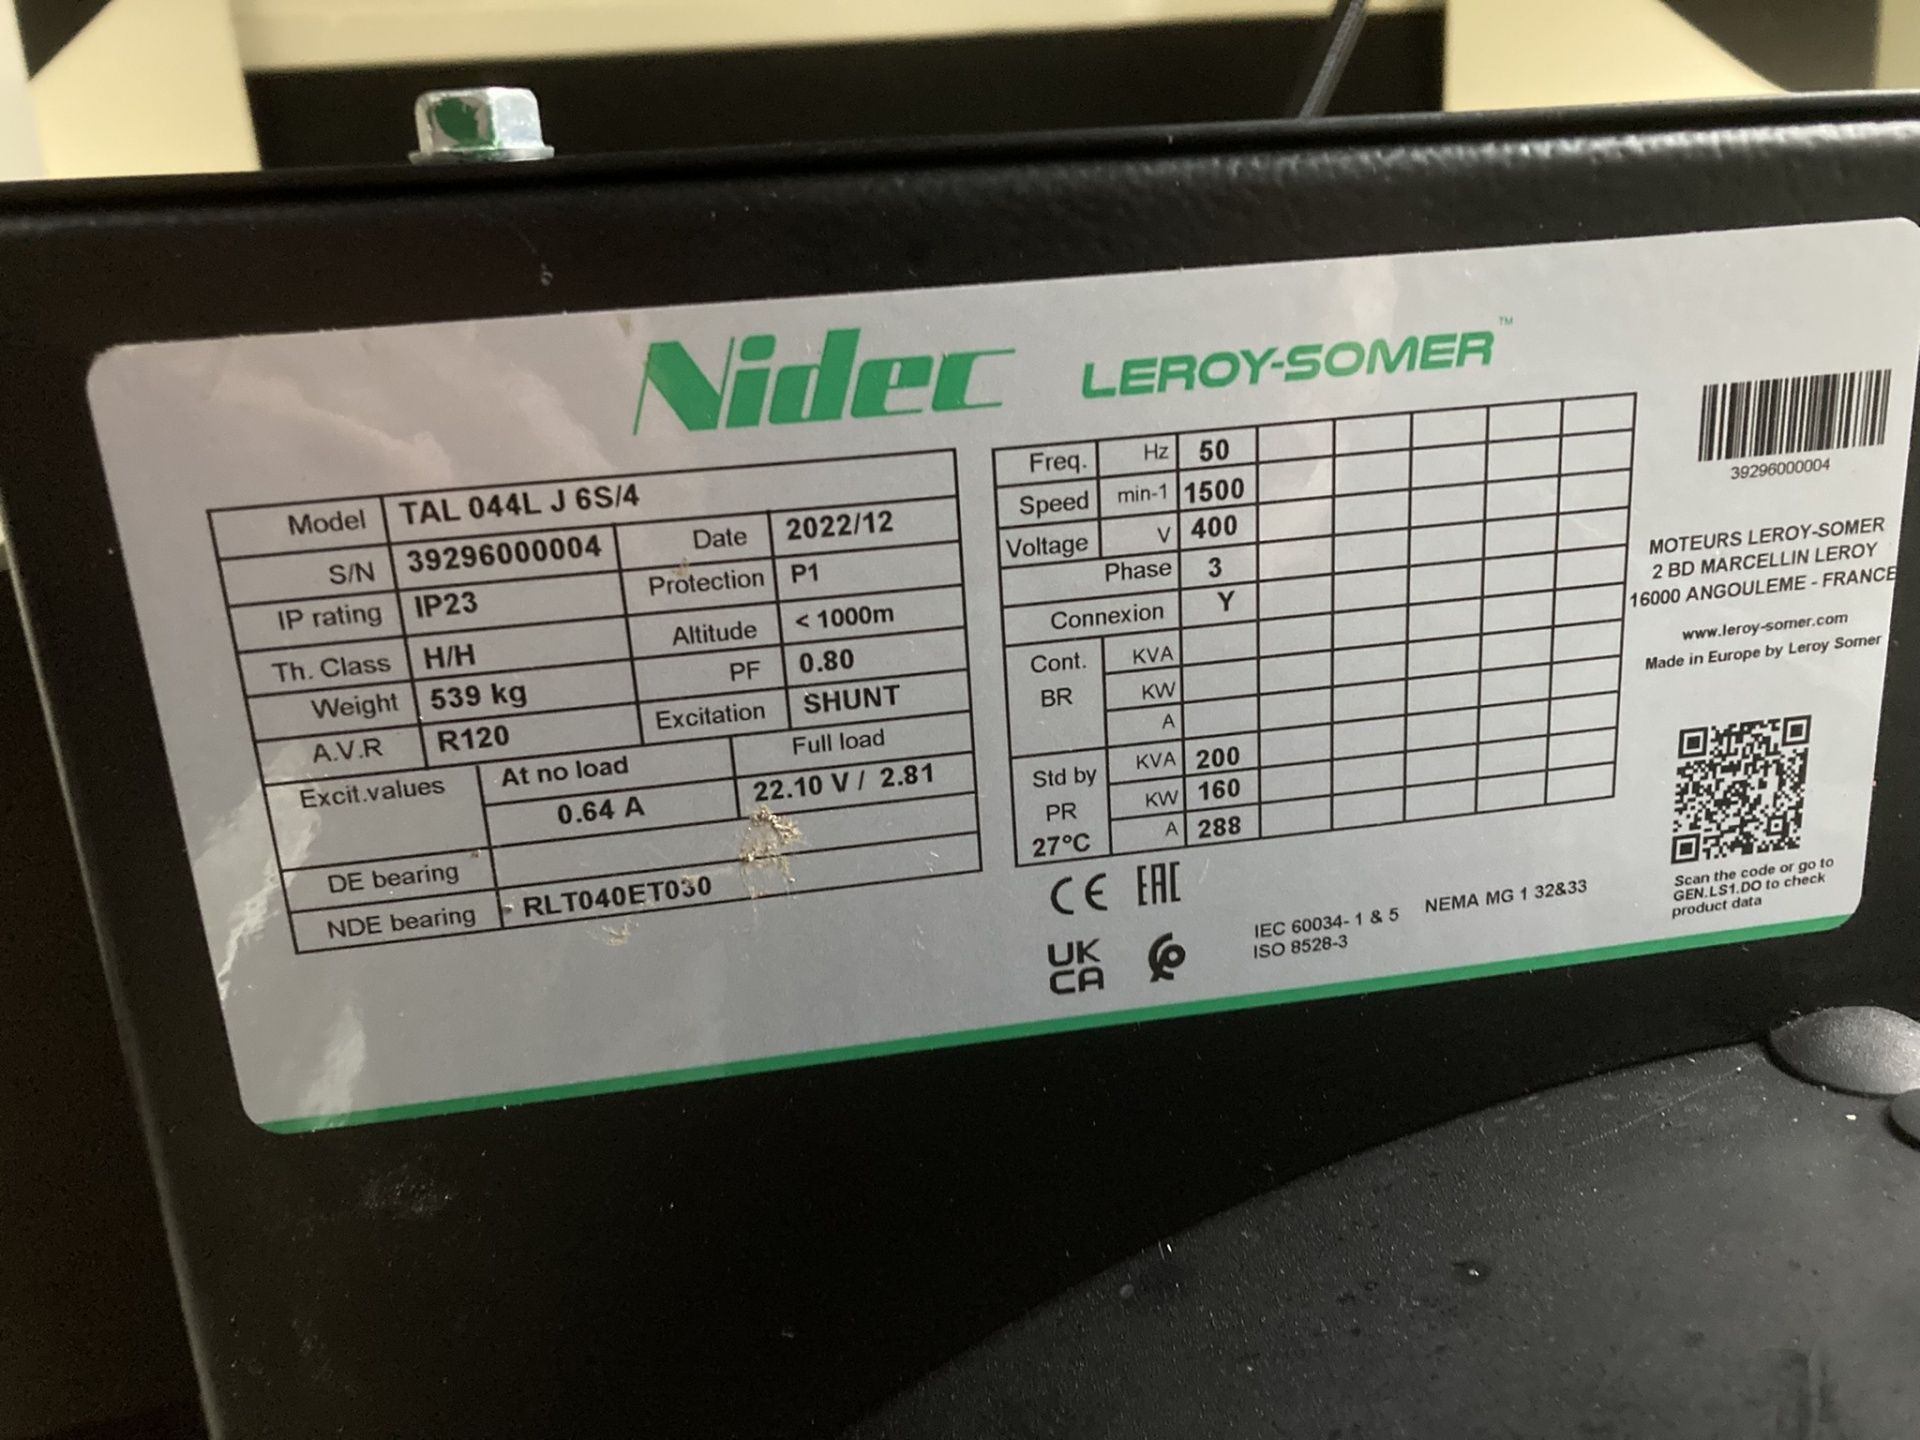 Nidec LEROY-SOMER™
Model TAL 044L J 6S/4
S/N 39296000004 Date 2022/12
IP rating IP23 Protection P1
Th. Class H/H Altitude < 1000m
Weight 539 kg PF 0.80
A.V.R R120 Excitation SHUNT
Excit.values At no load Full load
0.64 A 22.10 V / 2.81
DE bearing
NDE bearing RLT040ET030
Freq. Hz 50
Speed min-1 1500
Voltage V 400
Phase 3
Connexion Y
Cont. KVA
BR KW
A
Std by KVA 200
PR KW 160
27°C A 288
CE EAC
UK
CA
IEC 60034- 1 & 5 NEMA MG 1 32&33
ISO 8528-3
39296000004
MOTEURS LEROY-SOMER
2 BD MARCELLIN LEROY
16000 ANGOULEME - FRANCE
www.leroy-somer.com
Made in Europe by Leroy Somer
Scan the code or go to
GEN.LS1.DO to check
product data